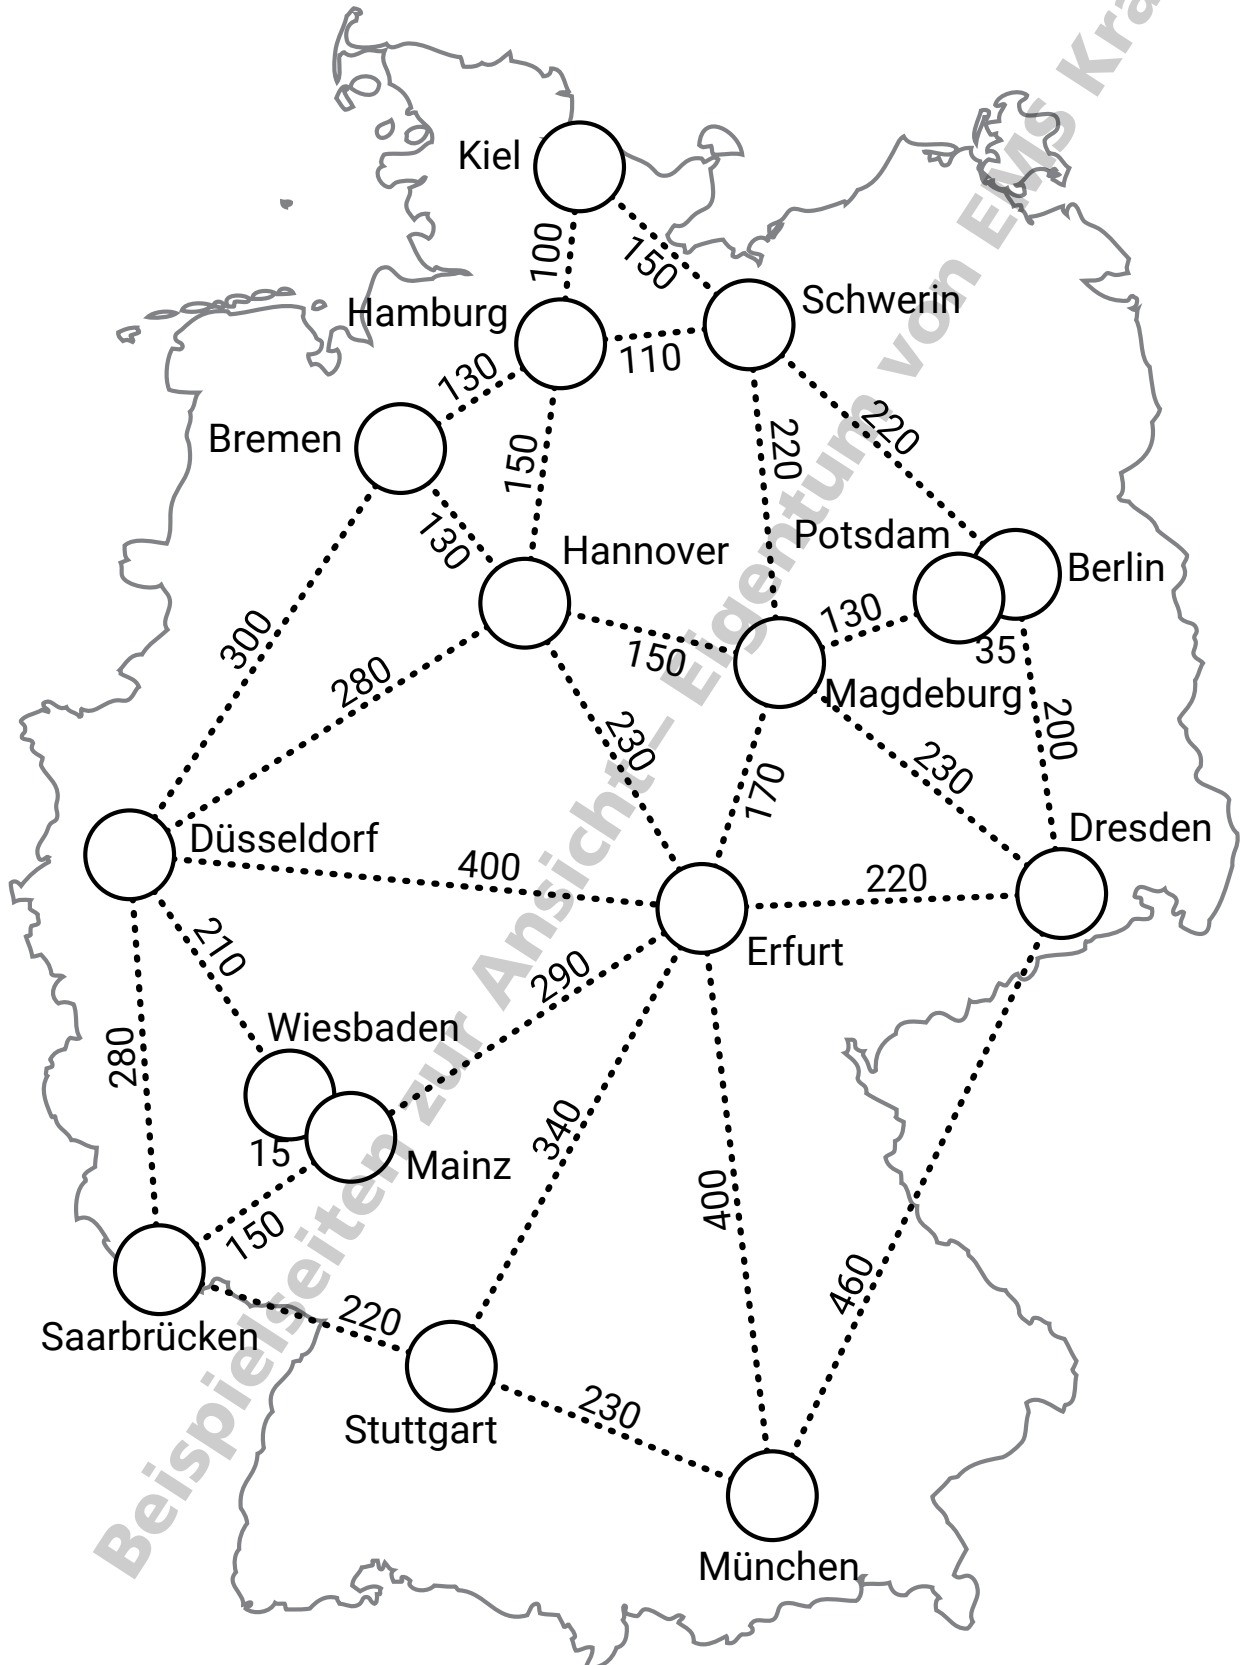 Kiel
100
150
Hamburg
Schwerin
110
130
Bremen
150
220
220
130
Hannover
Potsdam
Berlin
300
280
150
130
35
Magdeburg
230
170
230
200
Düsseldorf
400
220
Dresden
Erfurt
210
290
280
Wiesbaden
15
Mainz
340
150
400
460
Saarbrücken
220
Stuttgart
230
München
Beispielseiten zur Ansicht – Eigentum von EMs